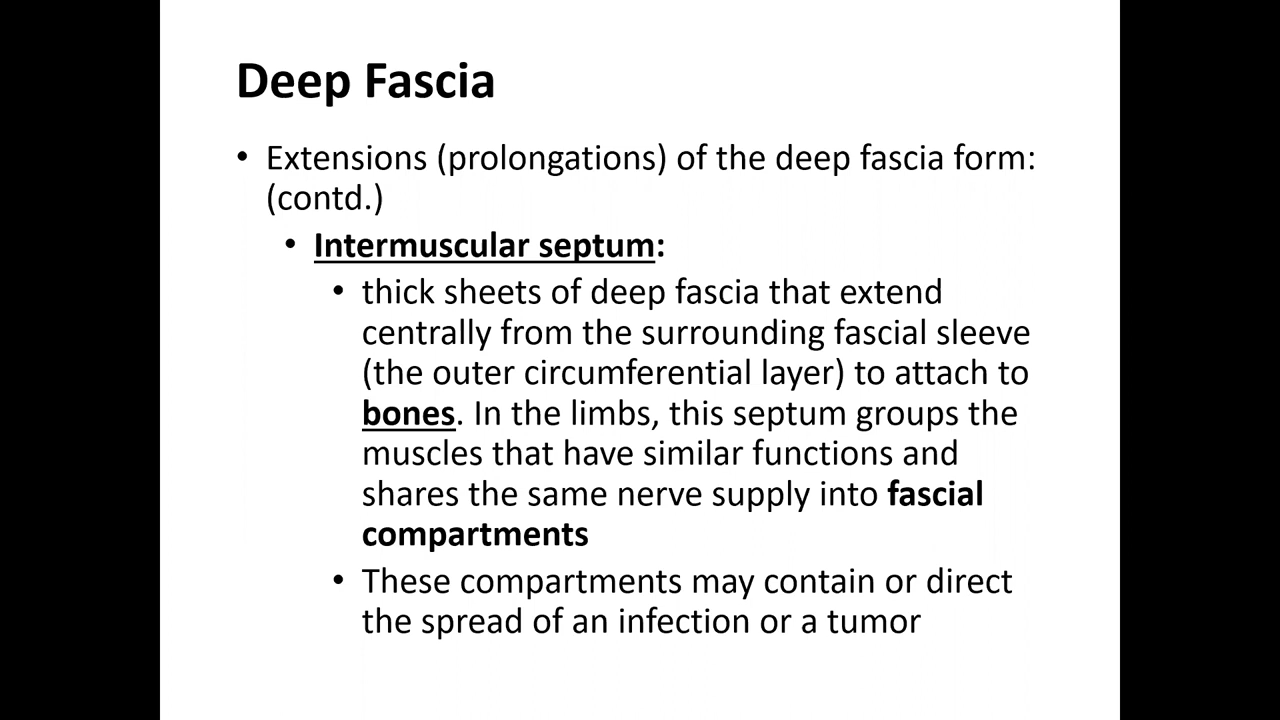 Deep Fascia
• Extensions (prolongations) of the deep fascia form:
(contd.)
• Intermuscular septum:
• thick sheets of deep fascia that extend
centrally from the surrounding fascial sleeve
(the outer circumferential layer) to attach to
bones. In the limbs, this septum groups the
muscles that have similar functions and
shares the same nerve supply into fascial
compartments
• These compartments may contain or direct
the spread of an infection or a tumor